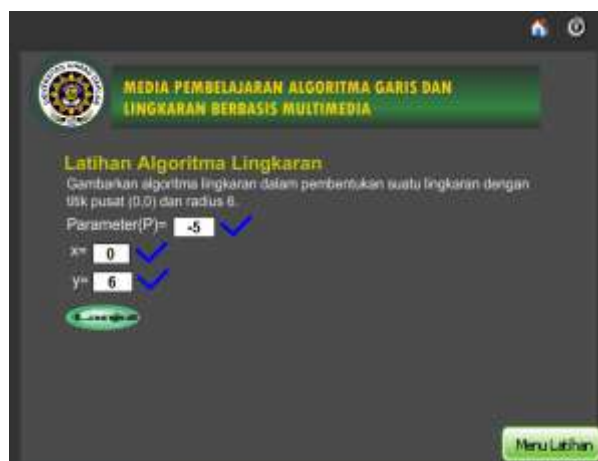 MEDIA PEMBELAJARAN ALGORITMA GARIS DAN
LINGKARAN BERBASIS MULTIMEDIA
Latihan Algoritma Lingkaran
Gambarkan algoritma lingkaran dalam pembentukan suatu lingkaran dengan
titik pusat (0,0) dan radius 6.
Parameter(P)= -5
x= 0
y= 6
Menu Latihan